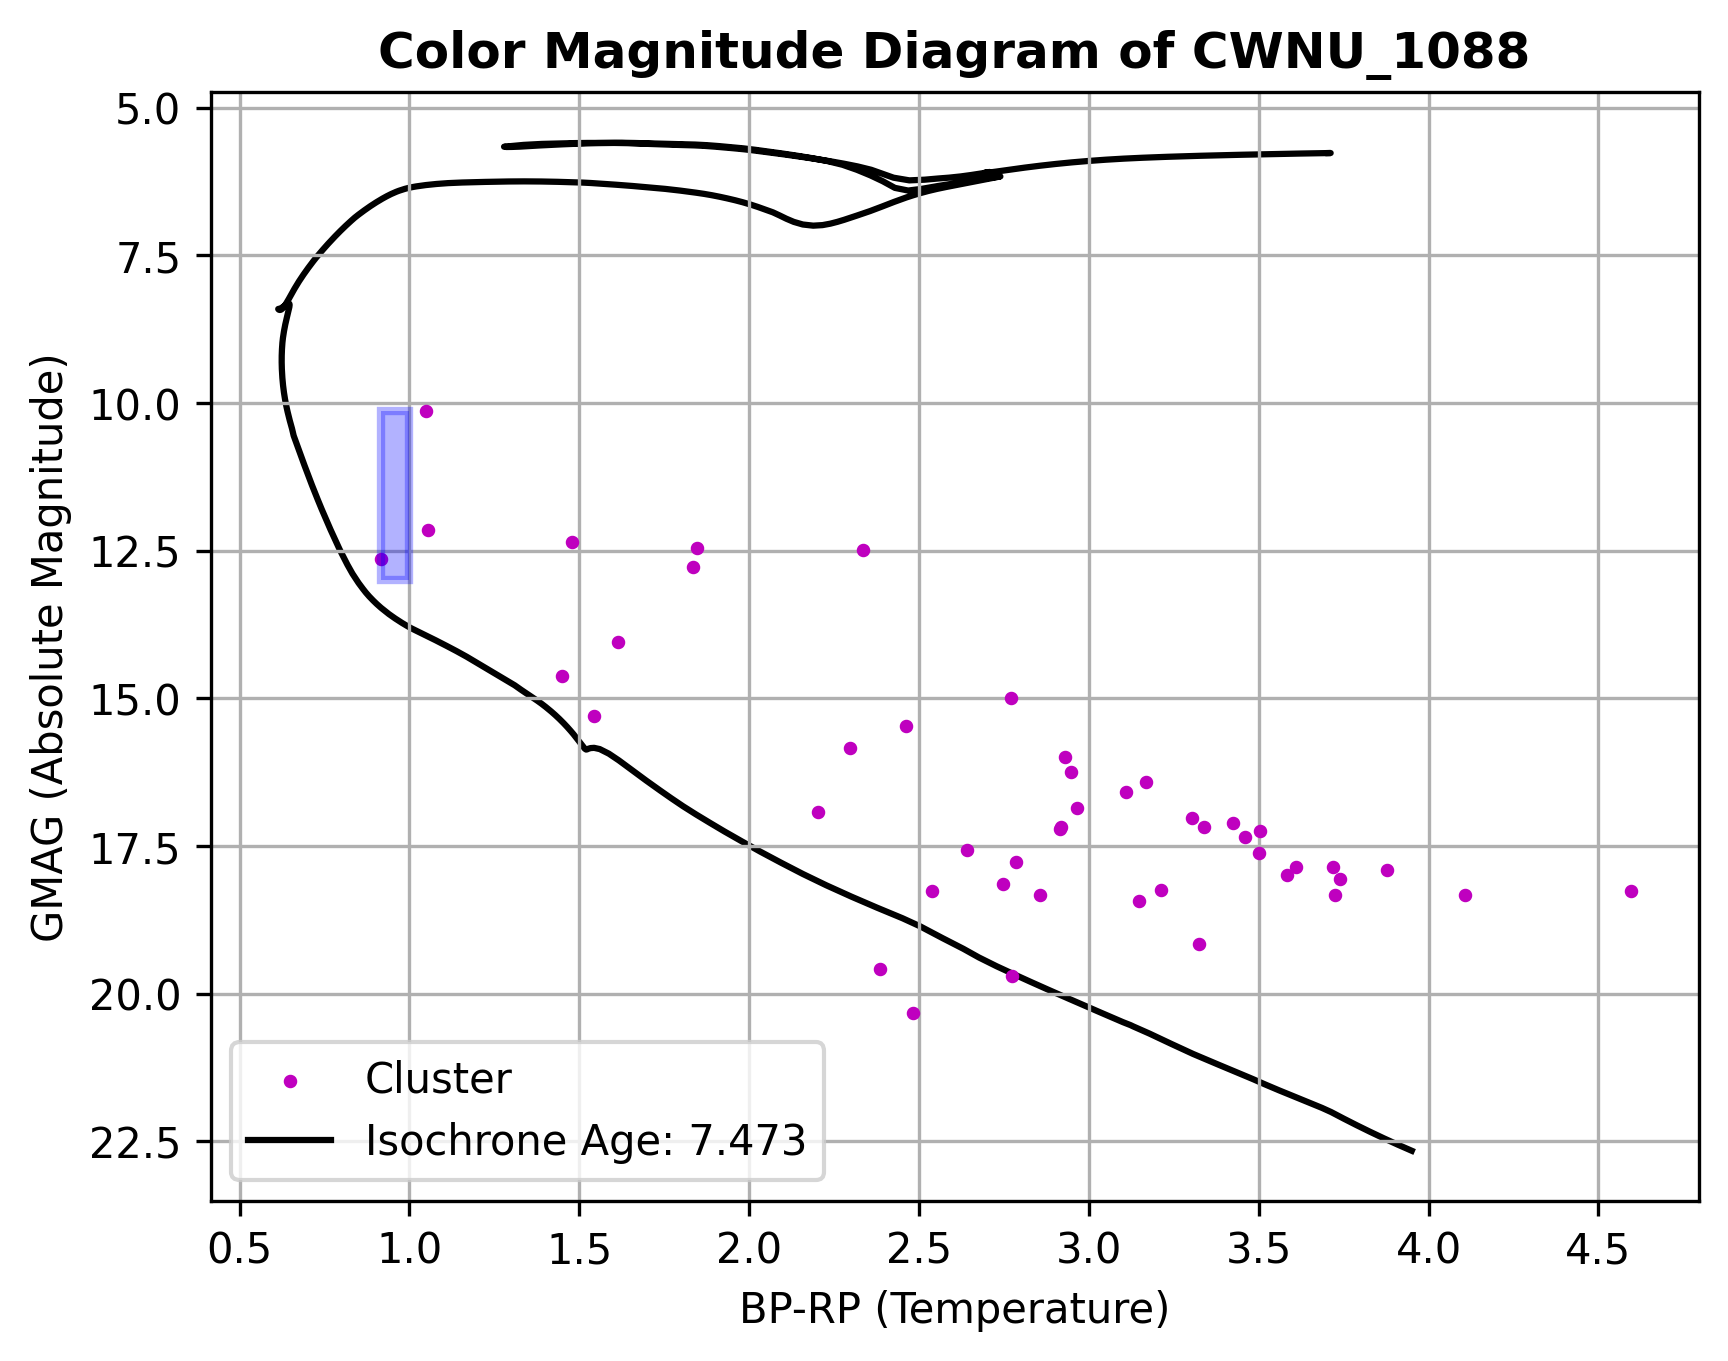 Color Magnitude Diagram of CWNU_1088
GMAG (Absolute Magnitude)
5.0
7.5
10.0
12.5
15.0
17.5
20.0
22.5
Cluster
Isochrone Age: 7.473
0.5 1.0 1.5 2.0 2.5 3.0 3.5 4.0 4.5
BP-RP (Temperature)